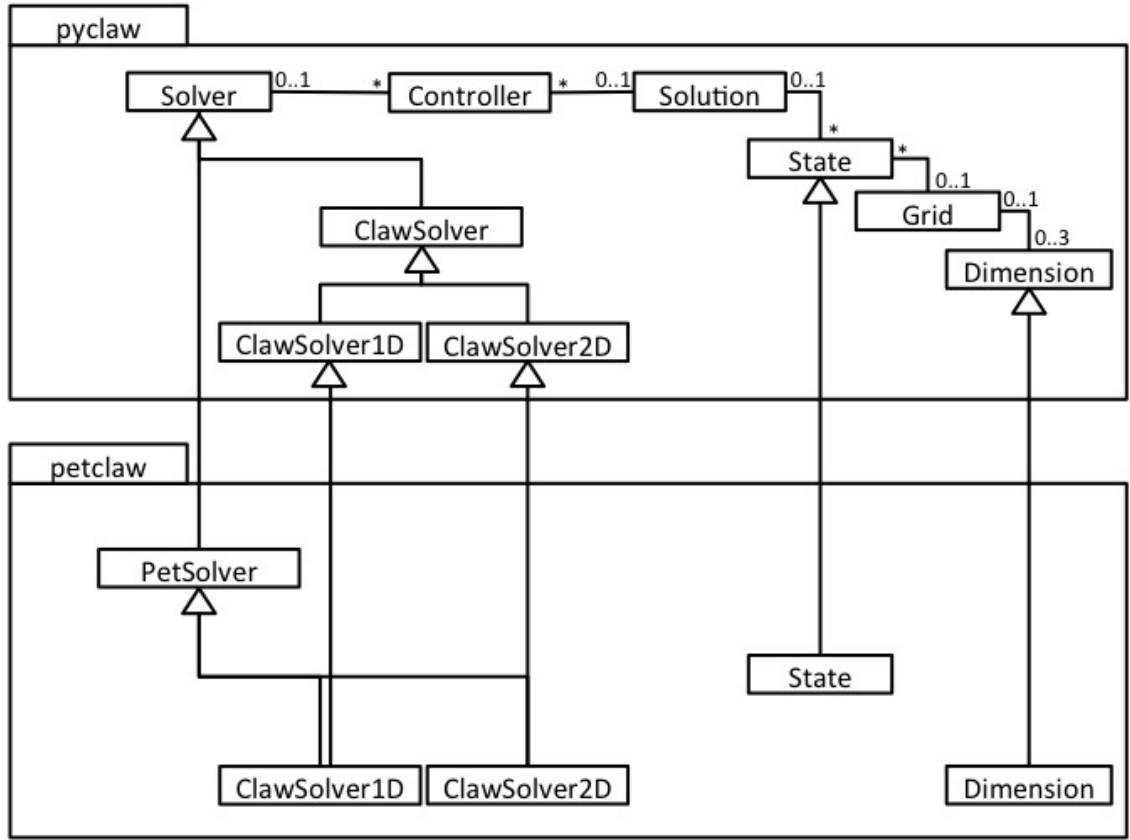 pyclaw
Solver 0..1 * Controller * 0..1 Solution 0..1
*
State *
0..1
Grid 0..1
0..3
ClawSolver
Dimension
ClawSolver1D ClawSolver2D
petclaw
PetSolver
State
ClawSolver1D ClawSolver2D Dimension